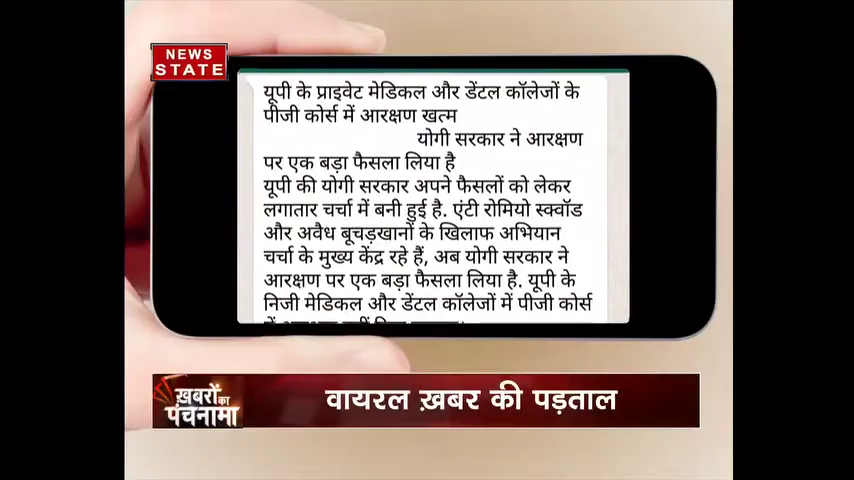 NEWS
STATE
यूपी के प्राइवेट मेडिकल और डेंटल कॉलेजों के
पीजी कोर्स में आरक्षण खत्म
योगी सरकार ने आरक्षण
पर एक बड़ा फैसला लिया है
यूपी की योगी सरकार अपने फैसलों को लेकर
लगातार चर्चा में बनी हुई है. एंटी रोमियो स्क्वॉड
और अवैध बूचड़खानों के खिलाफ अभियान
चर्चा के मुख्य केंद्र रहे हैं, अब योगी सरकार ने
आरक्षण पर एक बड़ा फैसला लिया है. यूपी के
निजी मेडिकल और डेंटल कॉलेजों में पीजी कोर्स
ख़बरों का
पंचनामा
वायरल ख़बर की पड़ताल